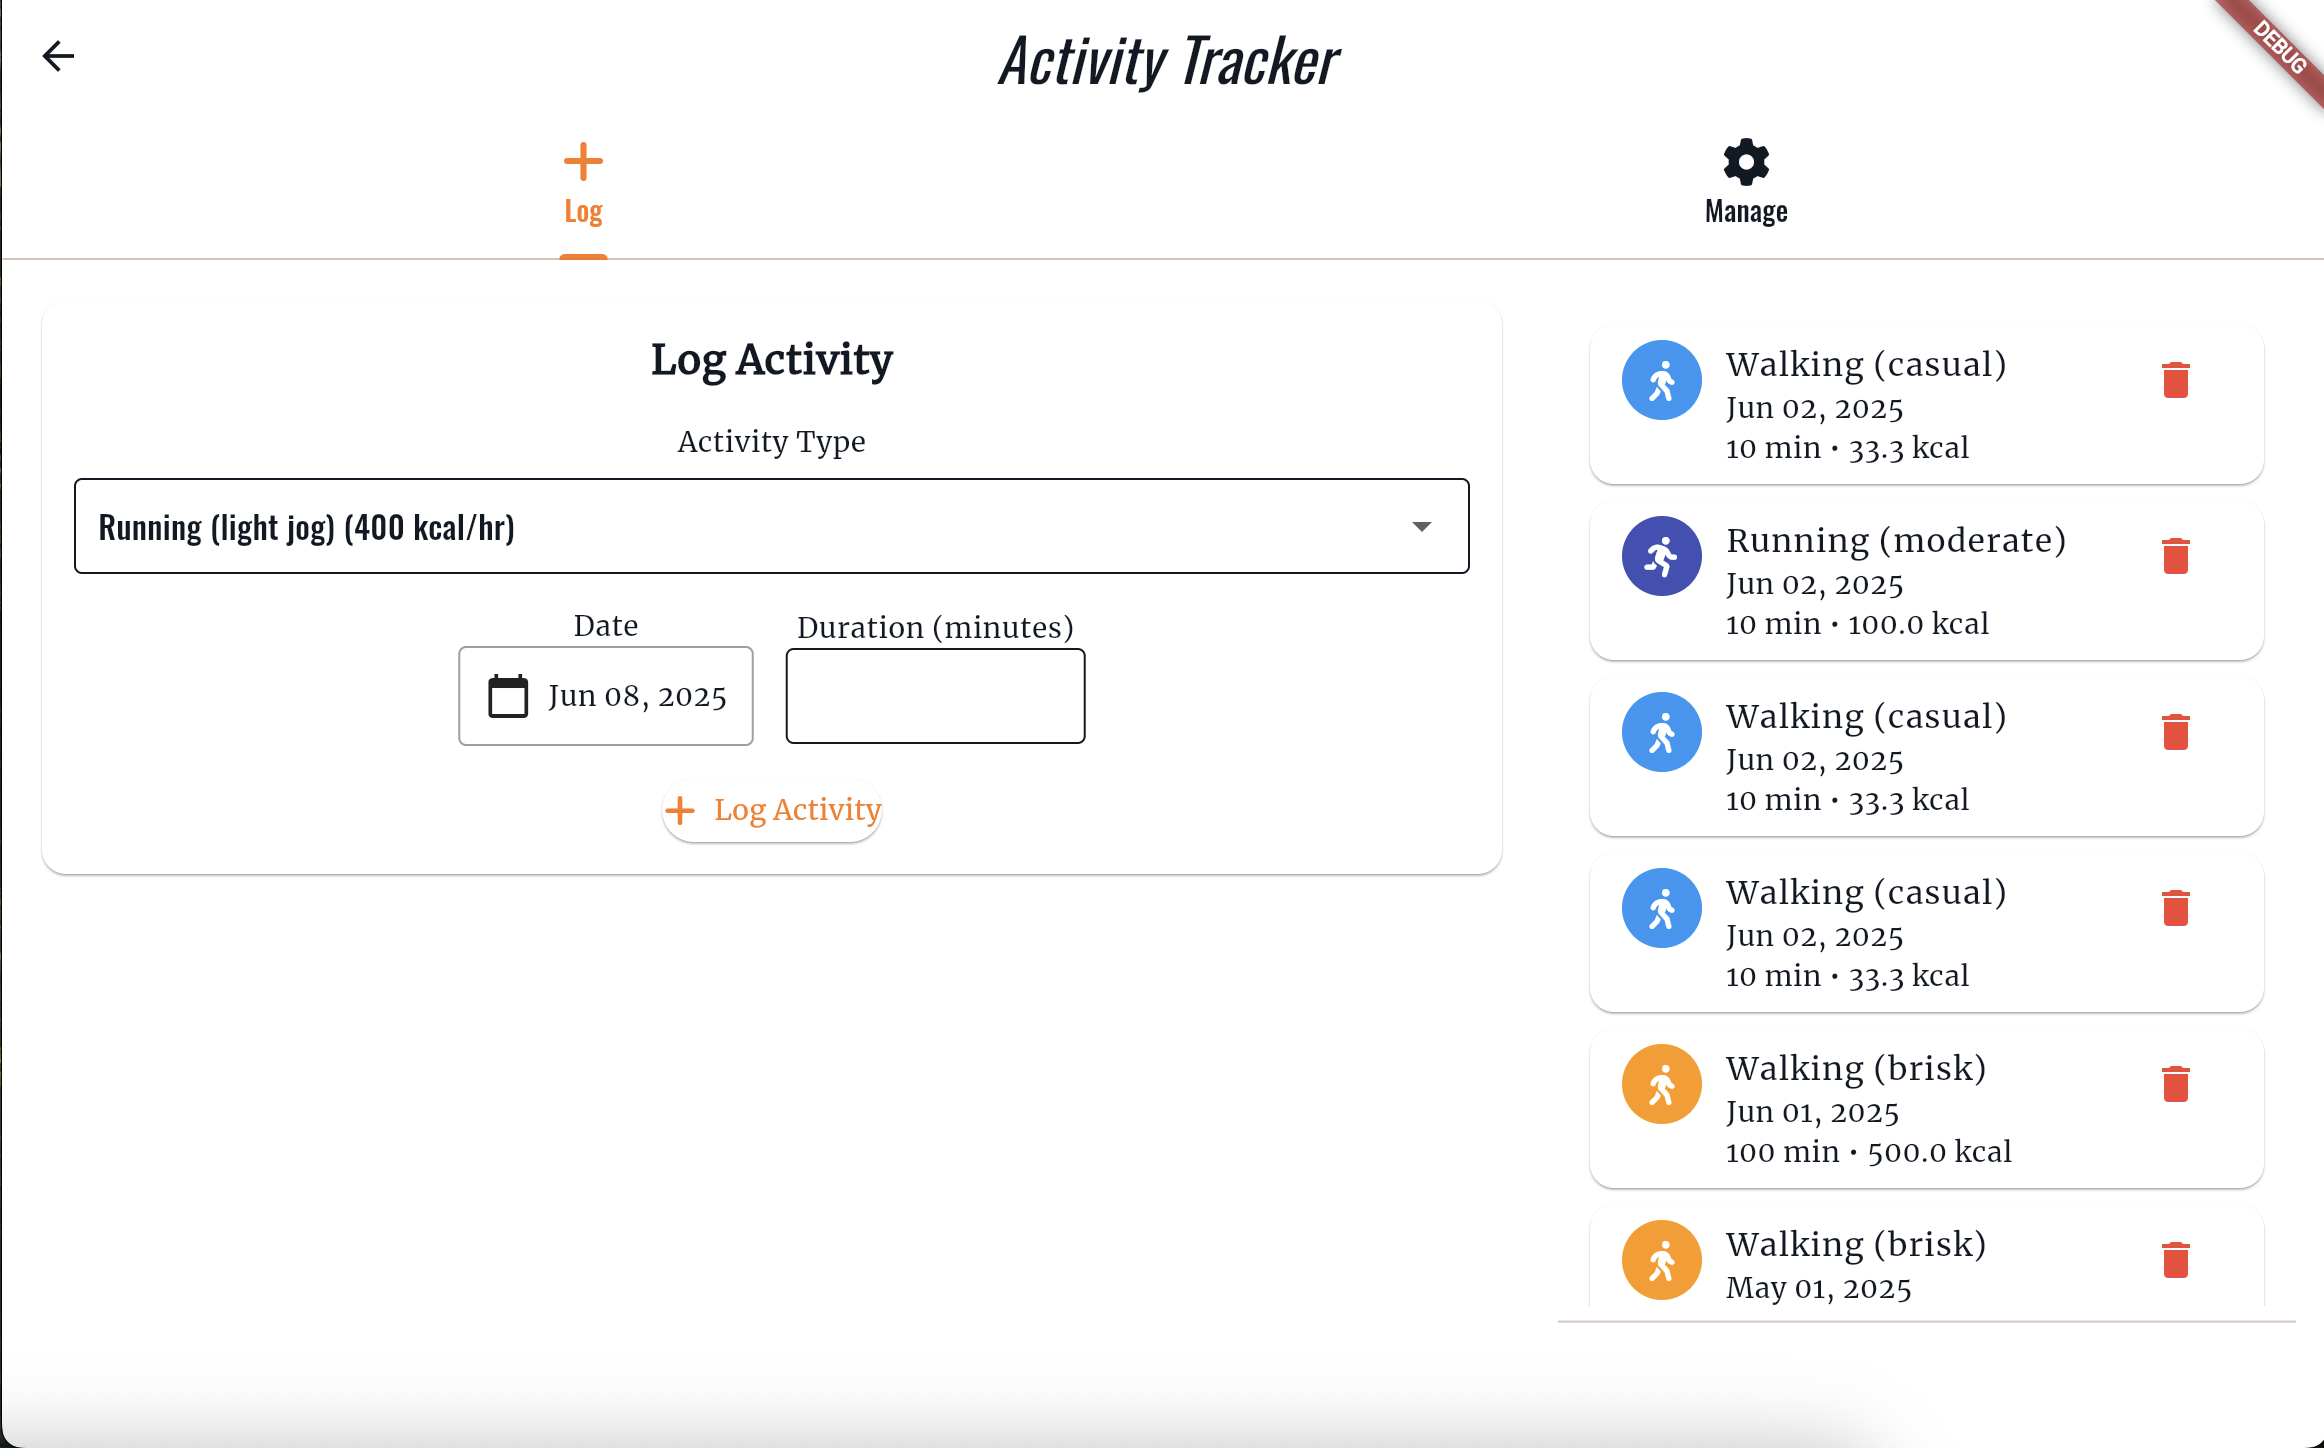 Activity Tracker
DEBUG
Log
Manage
Log Activity
Activity Type
Running (light jog) (400 kcal/hr)
Date
Duration (minutes)
Jun 08, 2025
Log Activity
Walking (casual)
Jun 02, 2025
10 min • 33.3 kcal
Running (moderate)
Jun 02, 2025
10 min • 100.0 kcal
Walking (casual)
Jun 02, 2025
10 min • 33.3 kcal
Walking (casual)
Jun 02, 2025
10 min • 33.3 kcal
Walking (brisk)
Jun 01, 2025
100 min • 500.0 kcal
Walking (brisk)
May 01, 2025